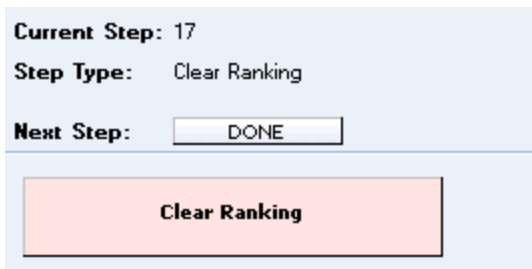 Current Step: 17
Step Type: Clear Ranking
Next Step: DONE
Clear Ranking